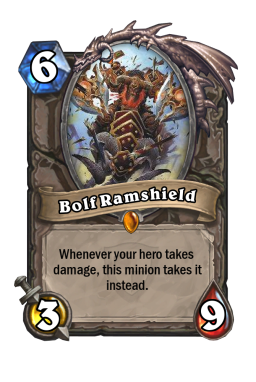 6
Bolf Ramshield
Whenever your hero takes
damage, this minion takes it
instead.
3
9